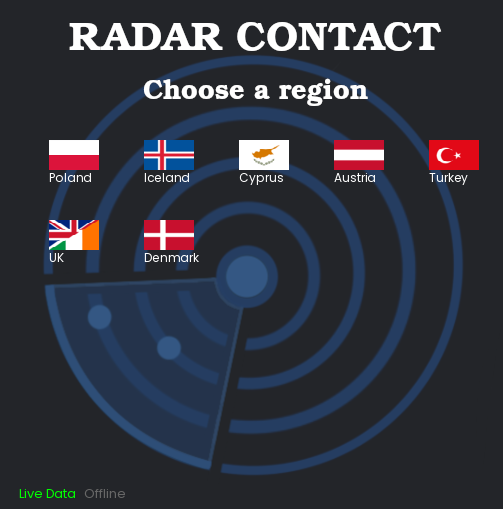 RADAR CONTACT
Choose a region
Poland Iceland Cyprus Austria Turkey
UK Denmark
Live Data Offline